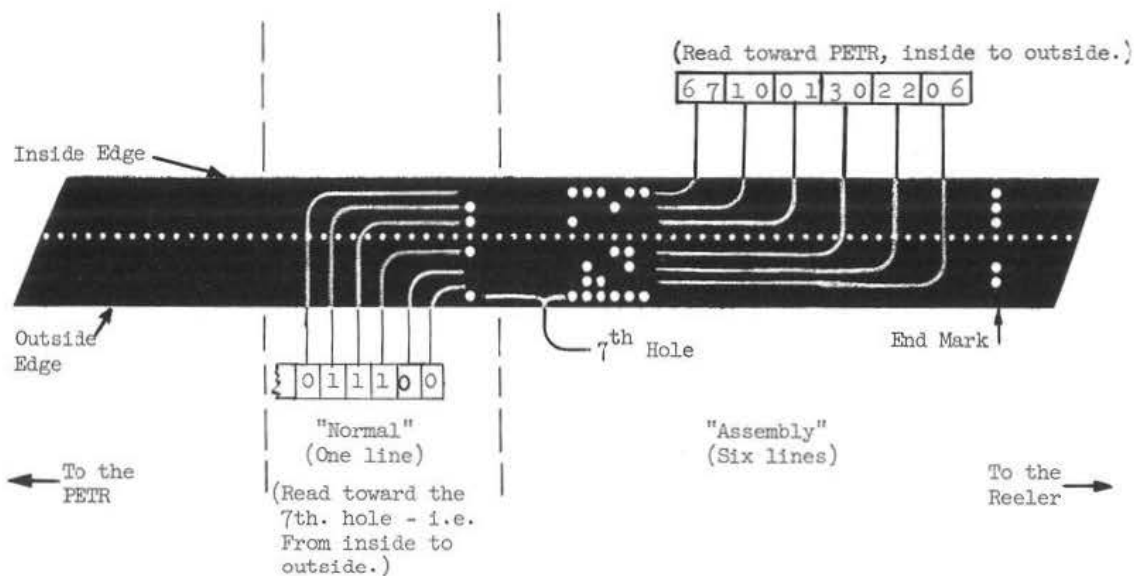 (Read toward PETR, inside to outside.)
6 7 1 0 0 1 3 0 2 2 0 6
Inside Edge
Outside
Edge
7th Hole
End Mark
0 1 1 1 0 0
"Normal"
(One line)
"Assembly"
(Six lines)
To the
PETR
To the
Reeler
(Read toward the
7th. hole - i.e.
From inside to
outside.)